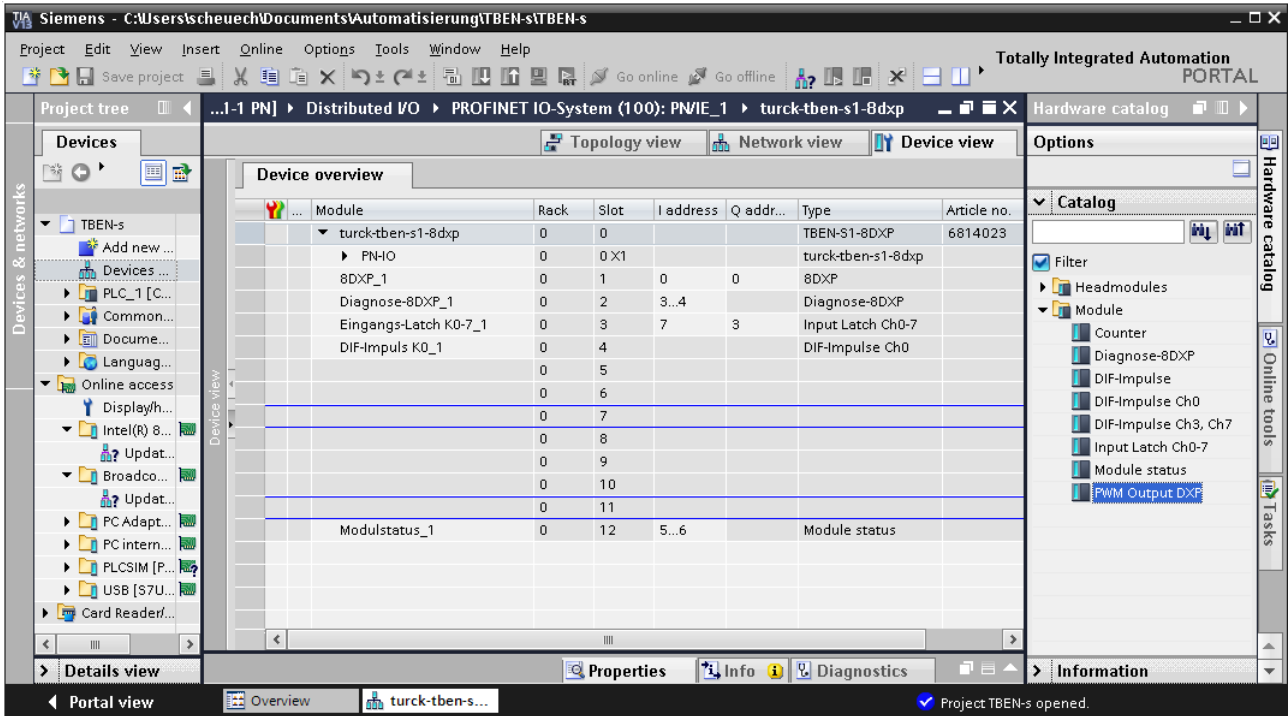 Siemens - C:\Users\scheuech\Documents\Automatisierung\TBEN-s\TBEN-s
Project Edit View Insert Online Options Tools Window Help
Save project Go online Go offline
Totally Integrated Automation
PORTAL
Project tree
...1-1 PN] Distributed I/O PROFINET IO-System (100): PN/IE_1 turck-tben-s1-8dxp
Hardware catalog
Devices
Topology view Network view Device view
Options
Device overview
Devices & networks
Device view
... Module Rack Slot I address Q addr... Type Article no.
turck-tben-s1-8dxp 0 0 TBEN-S1-8DXP 6814023
PN-IO 0 0 X1 turck-tben-s1-8dxp
8DXP_1 0 1 0 0 8DXP
Diagnose-8DXP_1 0 2 3...4 Diagnose-8DXP
Eingangs-Latch K0-7_1 0 3 7 3 Input Latch Ch0-7
DIF-Impuls K0_1 0 4 DIF-Impulse Ch0
0 5
0 6
0 7
0 8
0 9
0 10
0 11
Modulstatus_1 0 12 5...6 Module status
TBEN-s
Add new ...
Devices ...
PLC_1 [C...
Common...
Docume...
Languag...
Online access
Display/h...
Intel(R) 8...
Updat...
Broadco...
Updat...
PC Adapt...
PC intern...
PLCSIM [P...
USB [S7U...
Card Reader/...
Details view
Catalog
Filter
Headmodules
Module
Counter
Diagnose-8DXP
DIF-Impulse
DIF-Impulse Ch0
DIF-Impulse Ch3, Ch7
Input Latch Ch0-7
Module status
PWM Output DXP
Information
Hardware catalog
Online tools
Tasks
Properties Info Diagnostics
Portal view Overview turck-tben-s... Project TBEN-s opened.